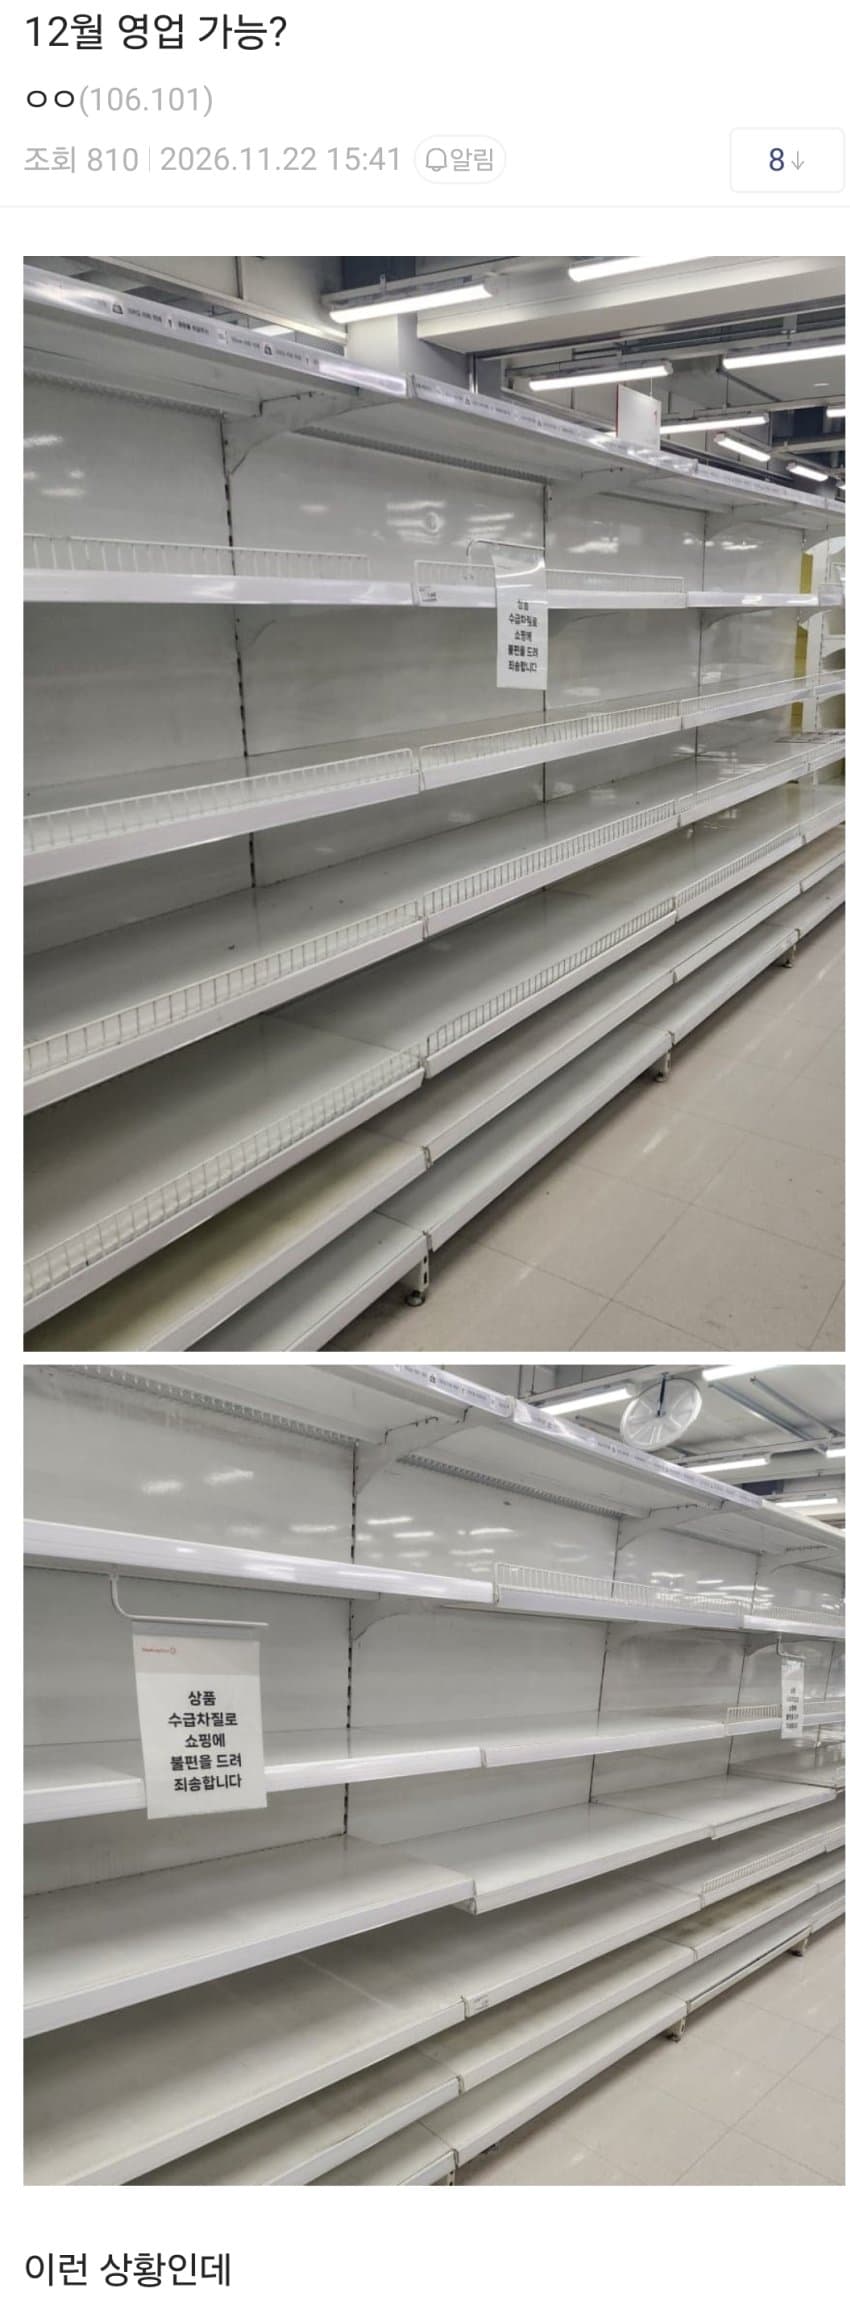 12월 영업 가능?
ㅇㅇ(106.101)
조회 810 2026.11.22 15:41 알림
8↓
상품
수급차질로
쇼핑에
불편을 드려
죄송합니다
상품
수급차질로
쇼핑에
불편을 드려
죄송합니다
이런 상황인데